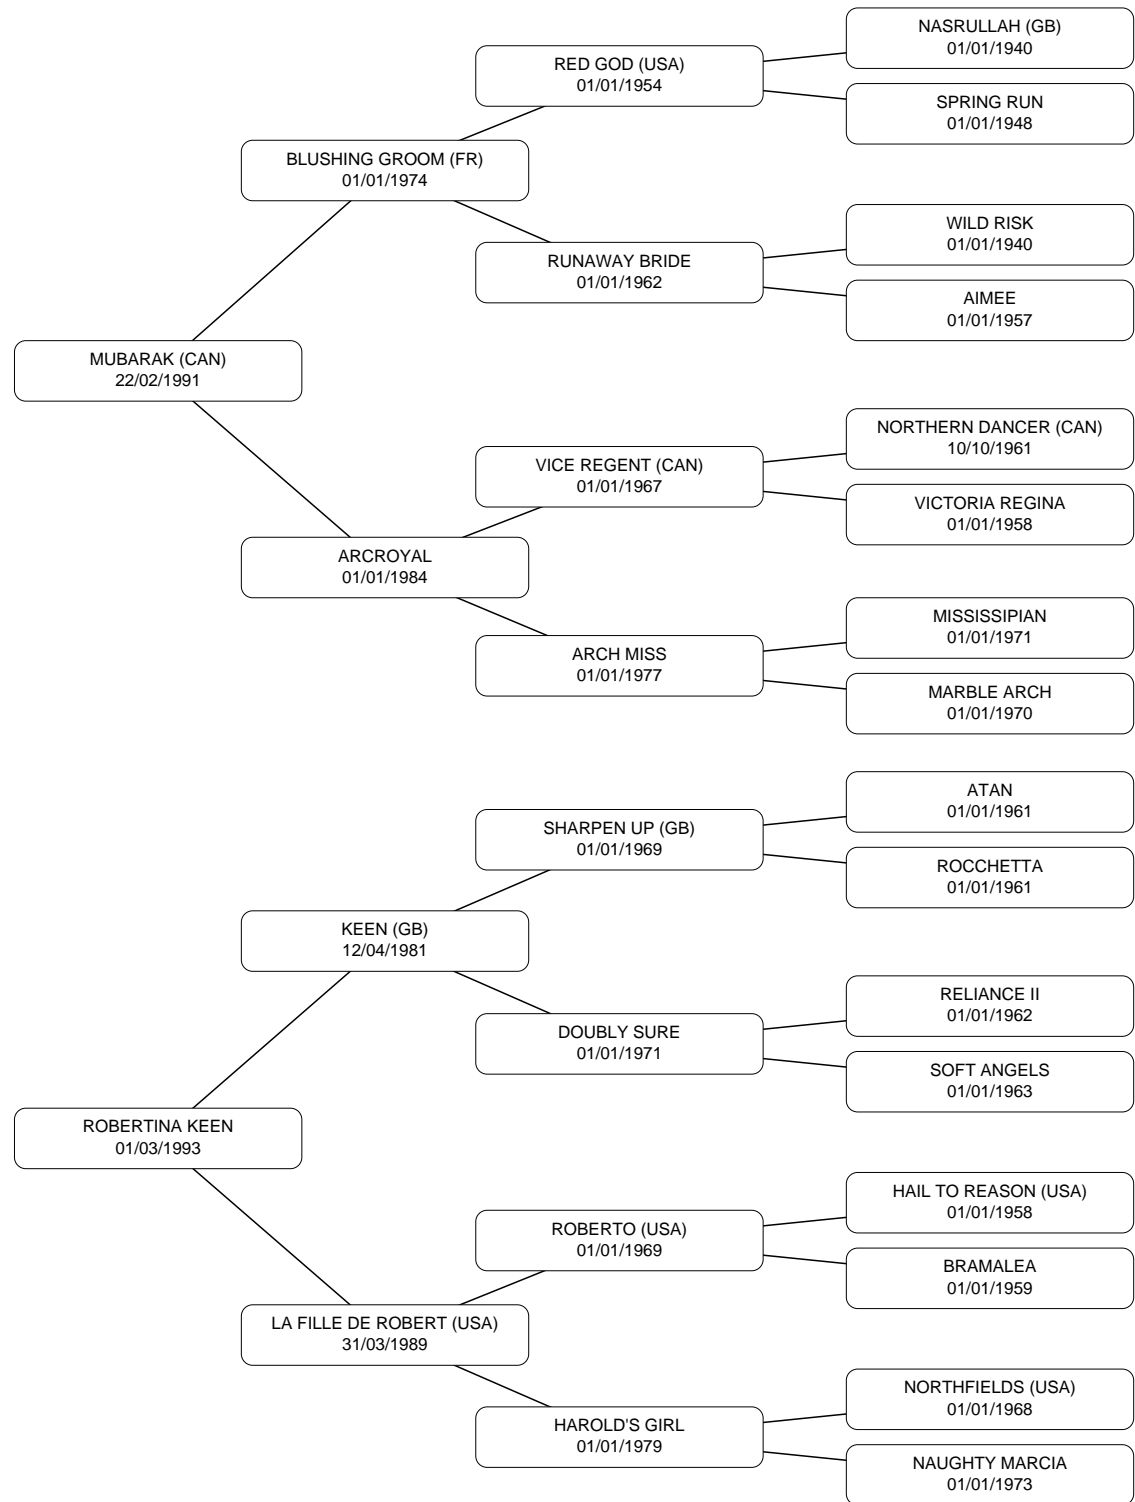 NASRULLAH (GB)
01/01/1940
RED GOD (USA)
01/01/1954
SPRING RUN
01/01/1948
BLUSHING GROOM (FR)
01/01/1974
WILD RISK
01/01/1940
RUNAWAY BRIDE
01/01/1962
AIMEE
01/01/1957
MUBARAK (CAN)
22/02/1991
NORTHERN DANCER (CAN)
10/10/1961
VICE REGENT (CAN)
01/01/1967
VICTORIA REGINA
01/01/1958
ARCROYAL
01/01/1984
MISSISSIPIAN
01/01/1971
ARCH MISS
01/01/1977
MARBLE ARCH
01/01/1970
ATAN
01/01/1961
SHARPEN UP (GB)
01/01/1969
ROCCHETTA
01/01/1961
KEEN (GB)
12/04/1981
RELIANCE II
01/01/1962
DOUBLY SURE
01/01/1971
SOFT ANGELS
01/01/1963
ROBERTINA KEEN
01/03/1993
HAIL TO REASON (USA)
01/01/1958
ROBERTO (USA)
01/01/1969
BRAMALEA
01/01/1959
LA FILLE DE ROBERT (USA)
31/03/1989
NORTHFIELDS (USA)
01/01/1968
HAROLD'S GIRL
01/01/1979
NAUGHTY MARCIA
01/01/1973